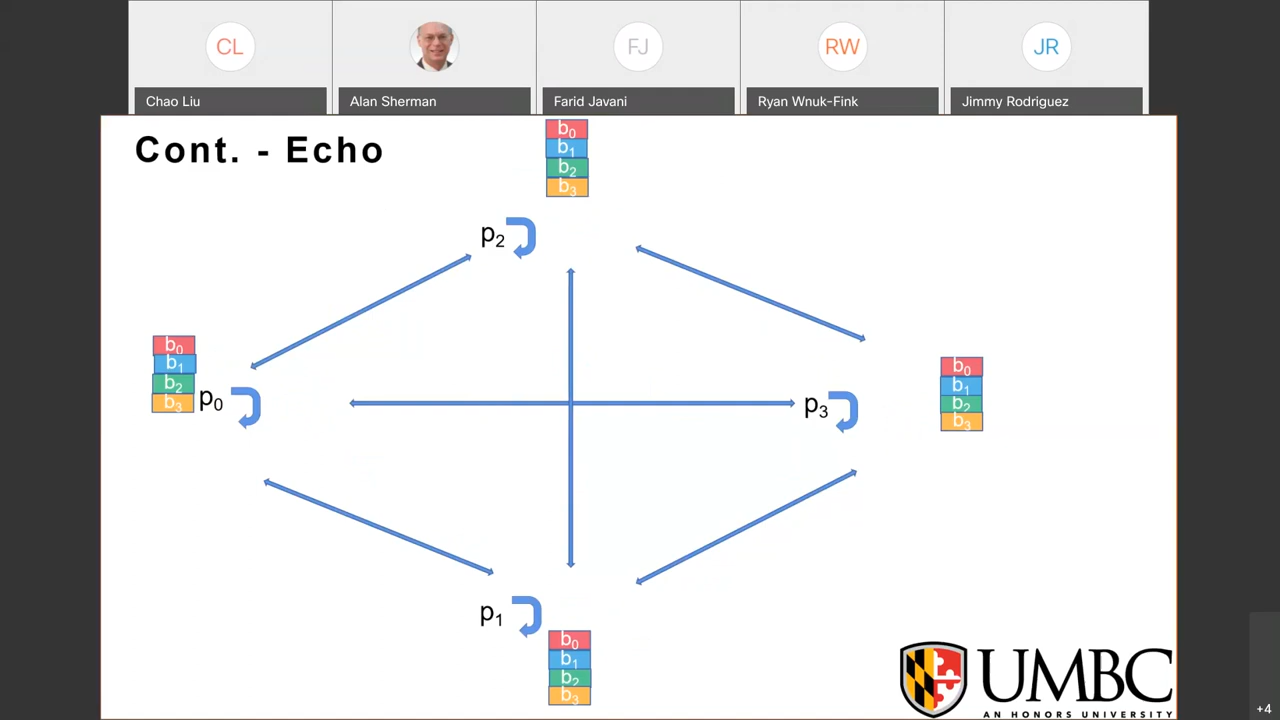 CL
FJ
RW
JR
Chao Liu
Alan Sherman
Farid Javani
Ryan Wnuk-Fink
Jimmy Rodriguez
Cont. - Echo
b0
b1
b2
b3
p2
b0
b1
b2
b3
p0
p3
b0
b1
b2
b3
p1
b0
b1
b2
b3
UMBC
AN HONORS UNIVERSITY
+4